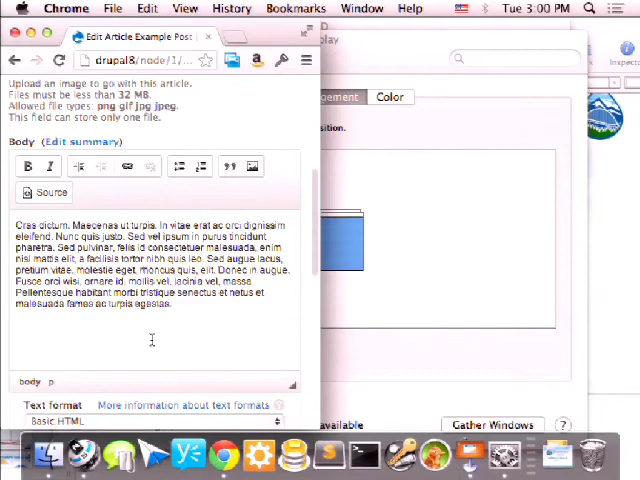 Chrome File Edit View History Bookmarks Window Help Tue 3:00 PM
Edit Article Example Post
drupal8/node/1/...
Upload an image to go with this article.
Files must be less than 32 MB.
Allowed file types: png gif jpg jpeg.
This field can store only one file.
Body (Edit summary)
B I
Source
Cras dictum. Maecenas ut turpis. In vitae erat ac orci dignissim
eleifend. Nunc quis justo. Sed vel ipsum in purus tincidunt
pharetra. Sed pulvinar, felis id consectetuer malesuada, enim
nisl mattis elit, a facilisis tortor nibh quis leo. Sed augue lacus,
pretium vitae, molestie eget, rhoncus quis, elit. Donec in augue.
Fusce orci wisi, ornare id, mollis vel, lacinia vel, massa.
Pellentesque habitant morbi tristique senectus et netus et
malesuada fames ac turpis egestas.
body p
Text format More information about text formats
Basic HTML
play
gement Color
osition.
available Gather Windows ?
Inspecto